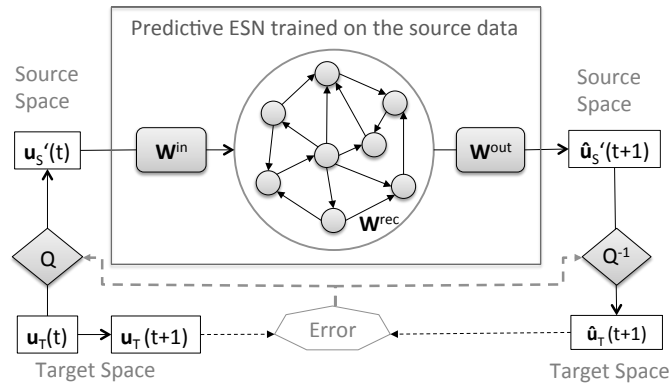 Predictive ESN trained on the source data
Source
Space
Source
Space
u_S‘(t)
W^in
W^out
û_S‘(t+1)
W^rec
Q
Q^-1
u_T(t)
u_T(t+1)
Error
û_T(t+1)
Target Space
Target Space